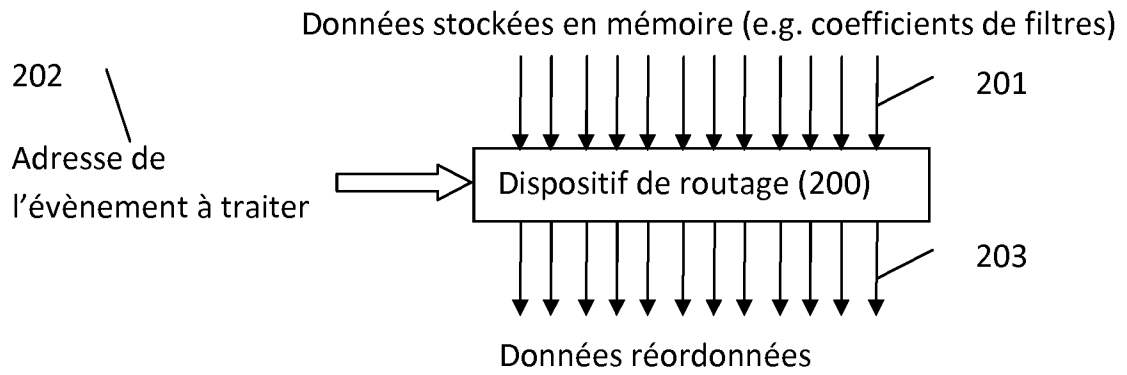 Données stockées en mémoire (e.g. coefficients de filtres)
202
201
Adresse de
l'évènement à traiter
Dispositif de routage (200)
203
Données réordonnées